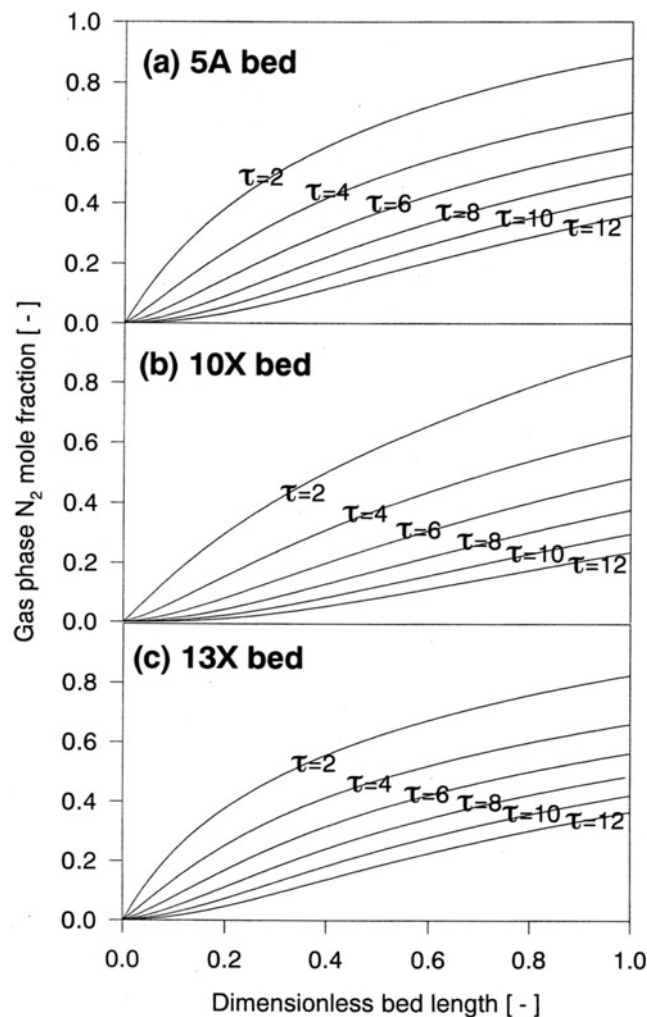 1.0
(a) 5A bed
0.8
0.6
τ=2
τ=4
τ=6
0.4
τ=8
τ=10
τ=12
0.2
0.0
(b) 10X bed
0.8
0.6
τ=2
0.4
τ=4
τ=6
τ=8
0.2
τ=10
τ=12
0.0
(c) 13X bed
0.8
0.6
τ=2
τ=4
τ=6
0.4
τ=8
τ=10
τ=12
0.2
0.0
0.0 0.2 0.4 0.6 0.8 1.0
Dimensionless bed length [ - ]
Gas phase N₂ mole fraction [ - ]